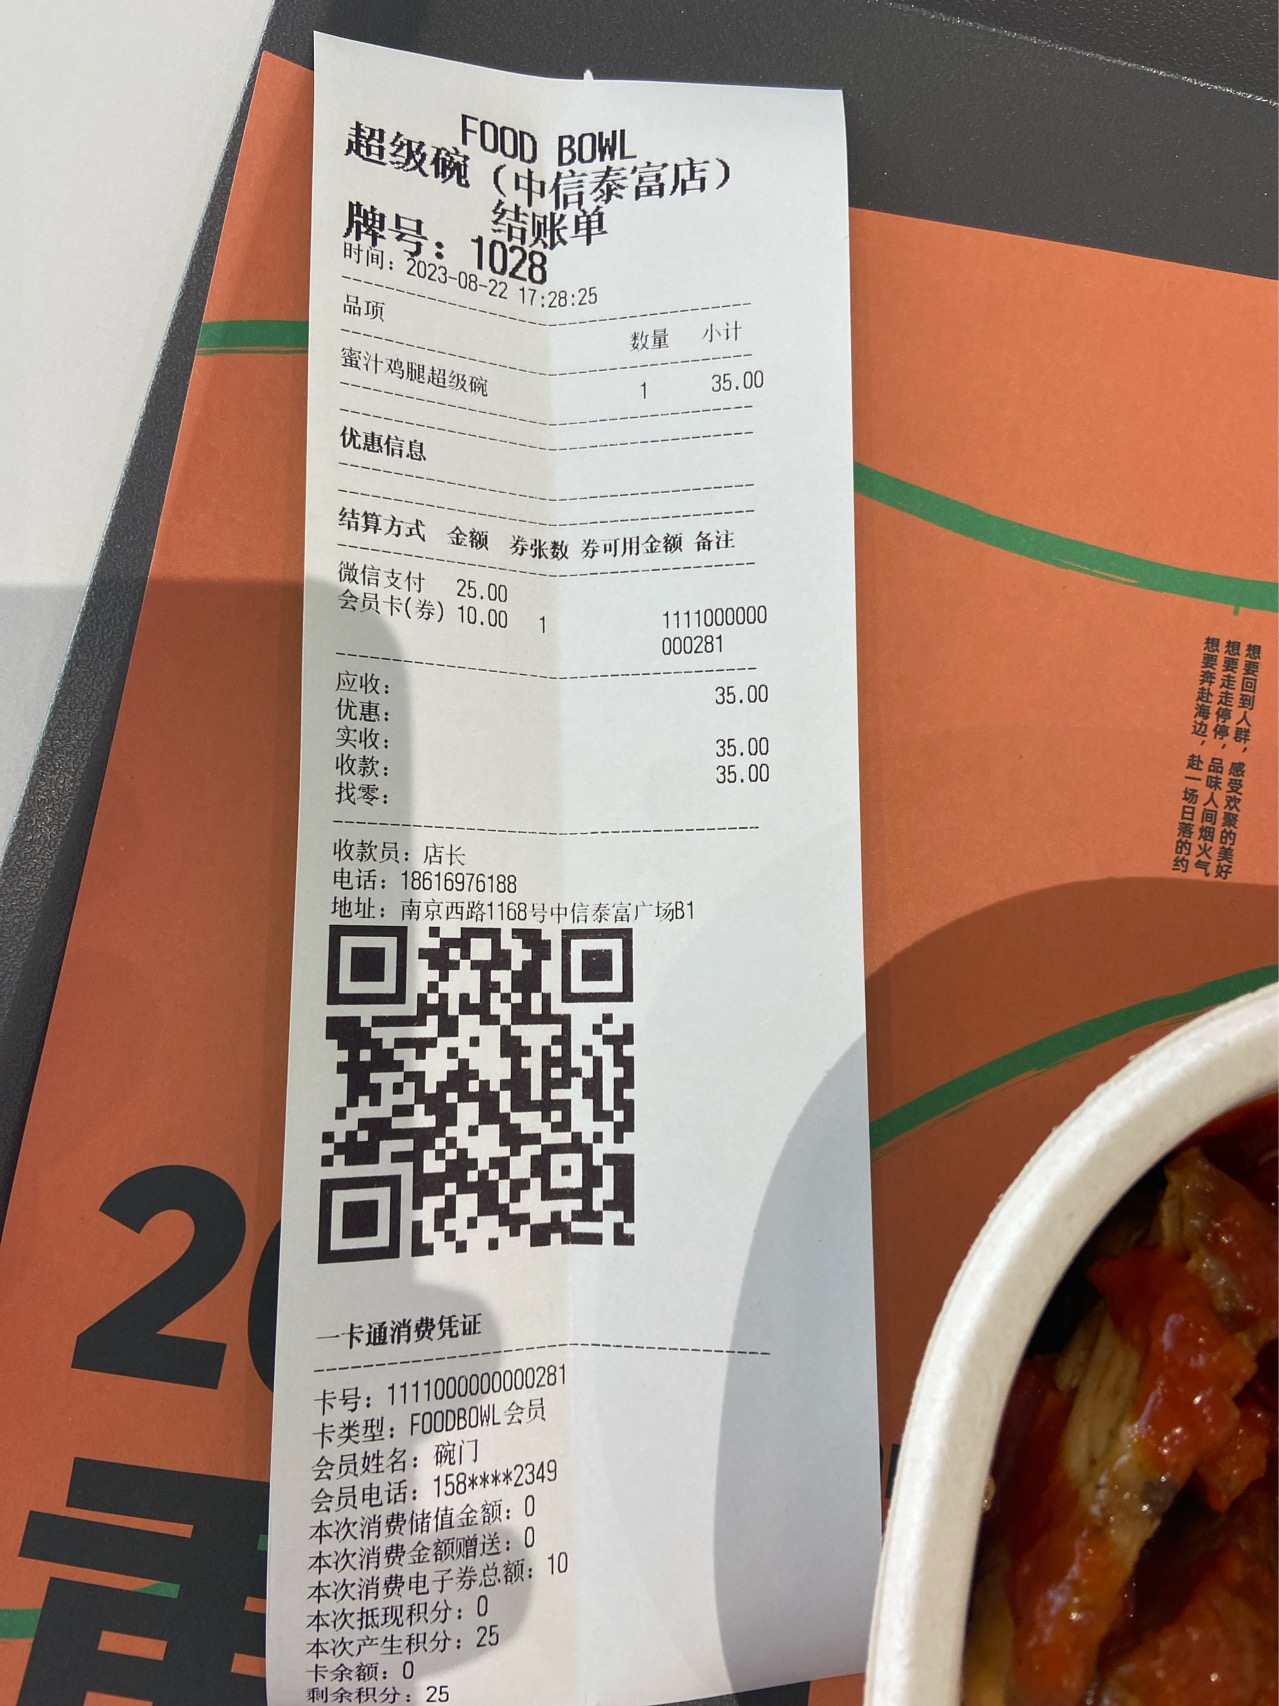 FOOD BOWL
超级碗（中信泰富店）
结账单
牌号：1028
时间：2023-08-22 17:28:25
品项 数量 小计
蜜汁鸡腿超级碗 1 35.00
优惠信息
结算方式 金额 券张数 券可用金额 备注
微信支付 25.00
会员卡(券) 10.00 1 1111000000
000281
应收： 35.00
优惠：
实收： 35.00
收款： 35.00
找零：
收款员：店长
电话：18616976188
地址：南京西路1168号中信泰富广场B1
一卡通消费凭证
卡号：1111000000000281
卡类型：FOODBOWL会员
会员姓名：碗门
会员电话：158****2349
本次消费储值金额：0
本次消费金额赠送：0
本次消费电子券总额：10
本次抵现积分：0
本次产生积分：25
卡余额：0
剩余积分：25
想要回到人群，感受欢聚的美好
想要走走停停，品味人间烟火气
想要奔赴海边，赴一场日落的约
2